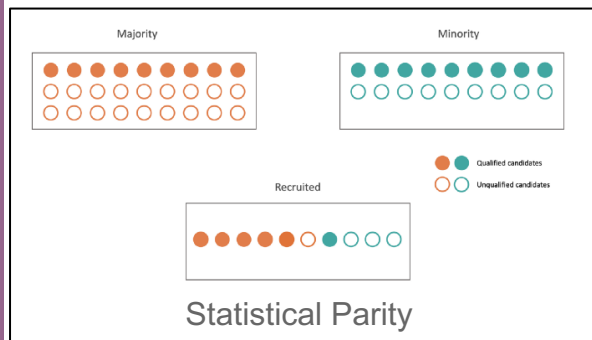 Majority
Minority
Qualified candidates
Unqualified candidates
Recruited
Statistical Parity